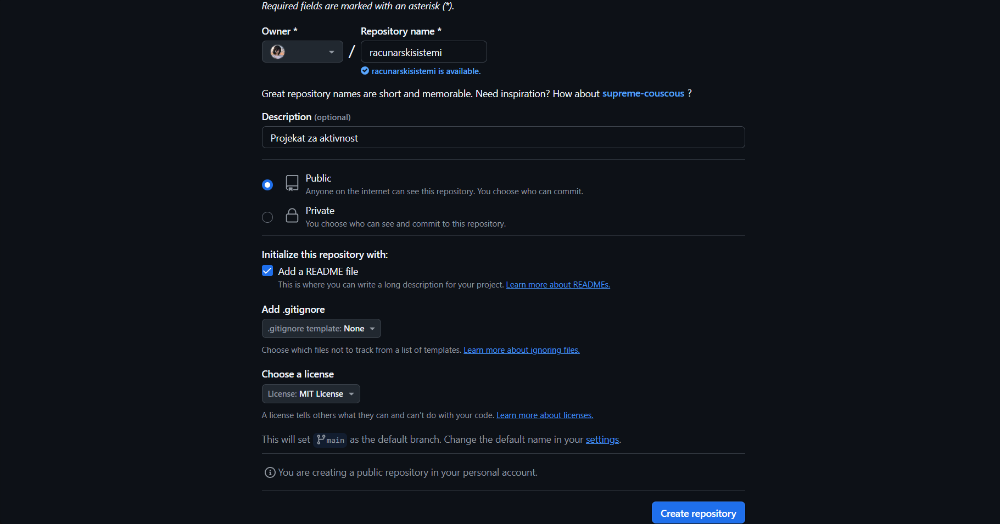 Required fields are marked with an asterisk (*).
Owner * Repository name *
/ racunarskisistemi
racunarskisistemi is available.
Great repository names are short and memorable. Need inspiration? How about supreme-couscous ?
Description (optional)
Projekat za aktivnost
Public
Anyone on the internet can see this repository. You choose who can commit.
Private
You choose who can see and commit to this repository.
Initialize this repository with:
Add a README file
This is where you can write a long description for your project. Learn more about READMEs.
Add .gitignore
.gitignore template: None
Choose which files not to track from a list of templates. Learn more about ignoring files.
Choose a license
License: MIT License
A license tells others what they can and can't do with your code. Learn more about licenses.
This will set main as the default branch. Change the default name in your settings.
You are creating a public repository in your personal account.
Create repository